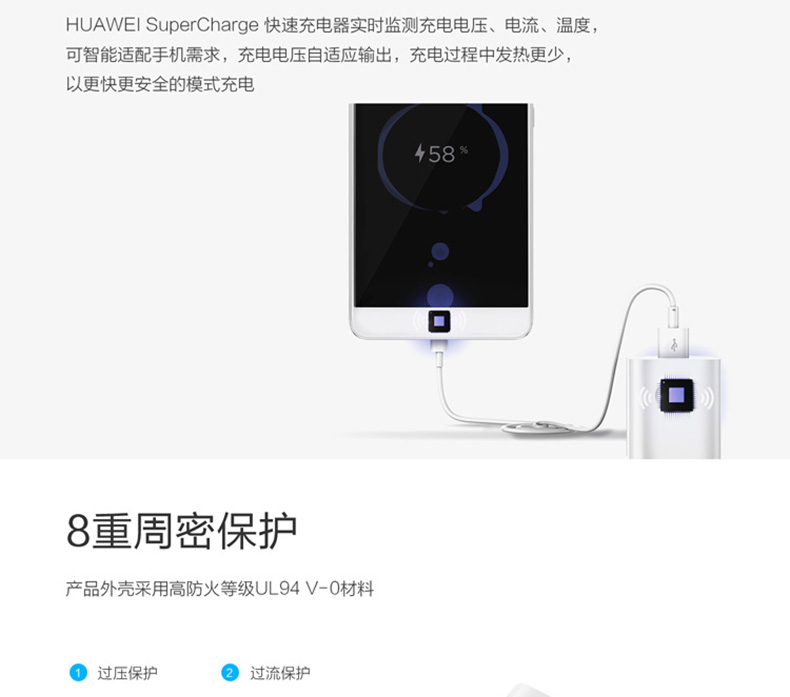 HUAWEI SuperCharge 快速充电器实时监测充电电压、电流、温度，
可智能适配手机需求，充电电压自适应输出，充电过程中发热更少，
以更快更安全的模式充电
58%
8重周密保护
产品外壳采用高防火等级UL94 V-0材料
1 过压保护 2 过流保护